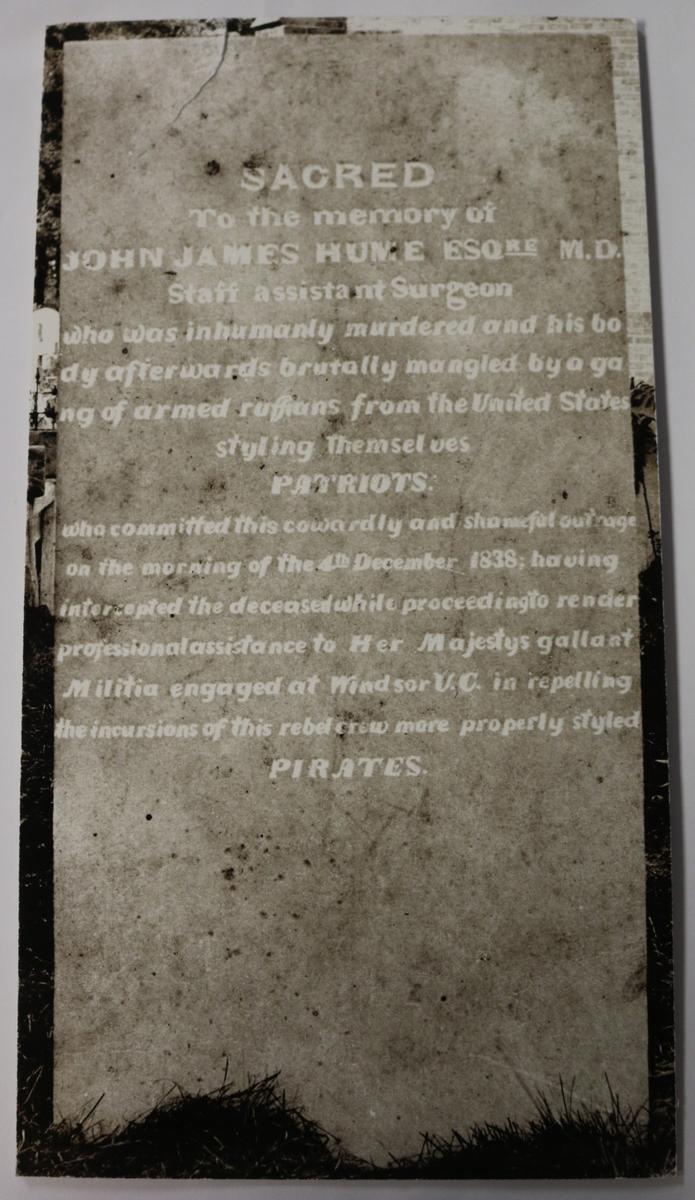 SACRED
To the memory of
JOHN JAMES HUME ESQRE M.D.
Staff assistant Surgeon
who was inhumanly murdered and his bo
dy afterwards brutally mangled by a ga
ng of armed ruffians from the United States
styling themselves
PATRIOTS.
who committed this cowardly and shameful outrage
on the morning of the 4th December 1838; having
intercepted the deceased while proceeding to render
professional assistance to Her Majestys gallant
Militia engaged at Windsor U.C. in repelling
the incursions of this rebel crew more properly styled
PIRATES.